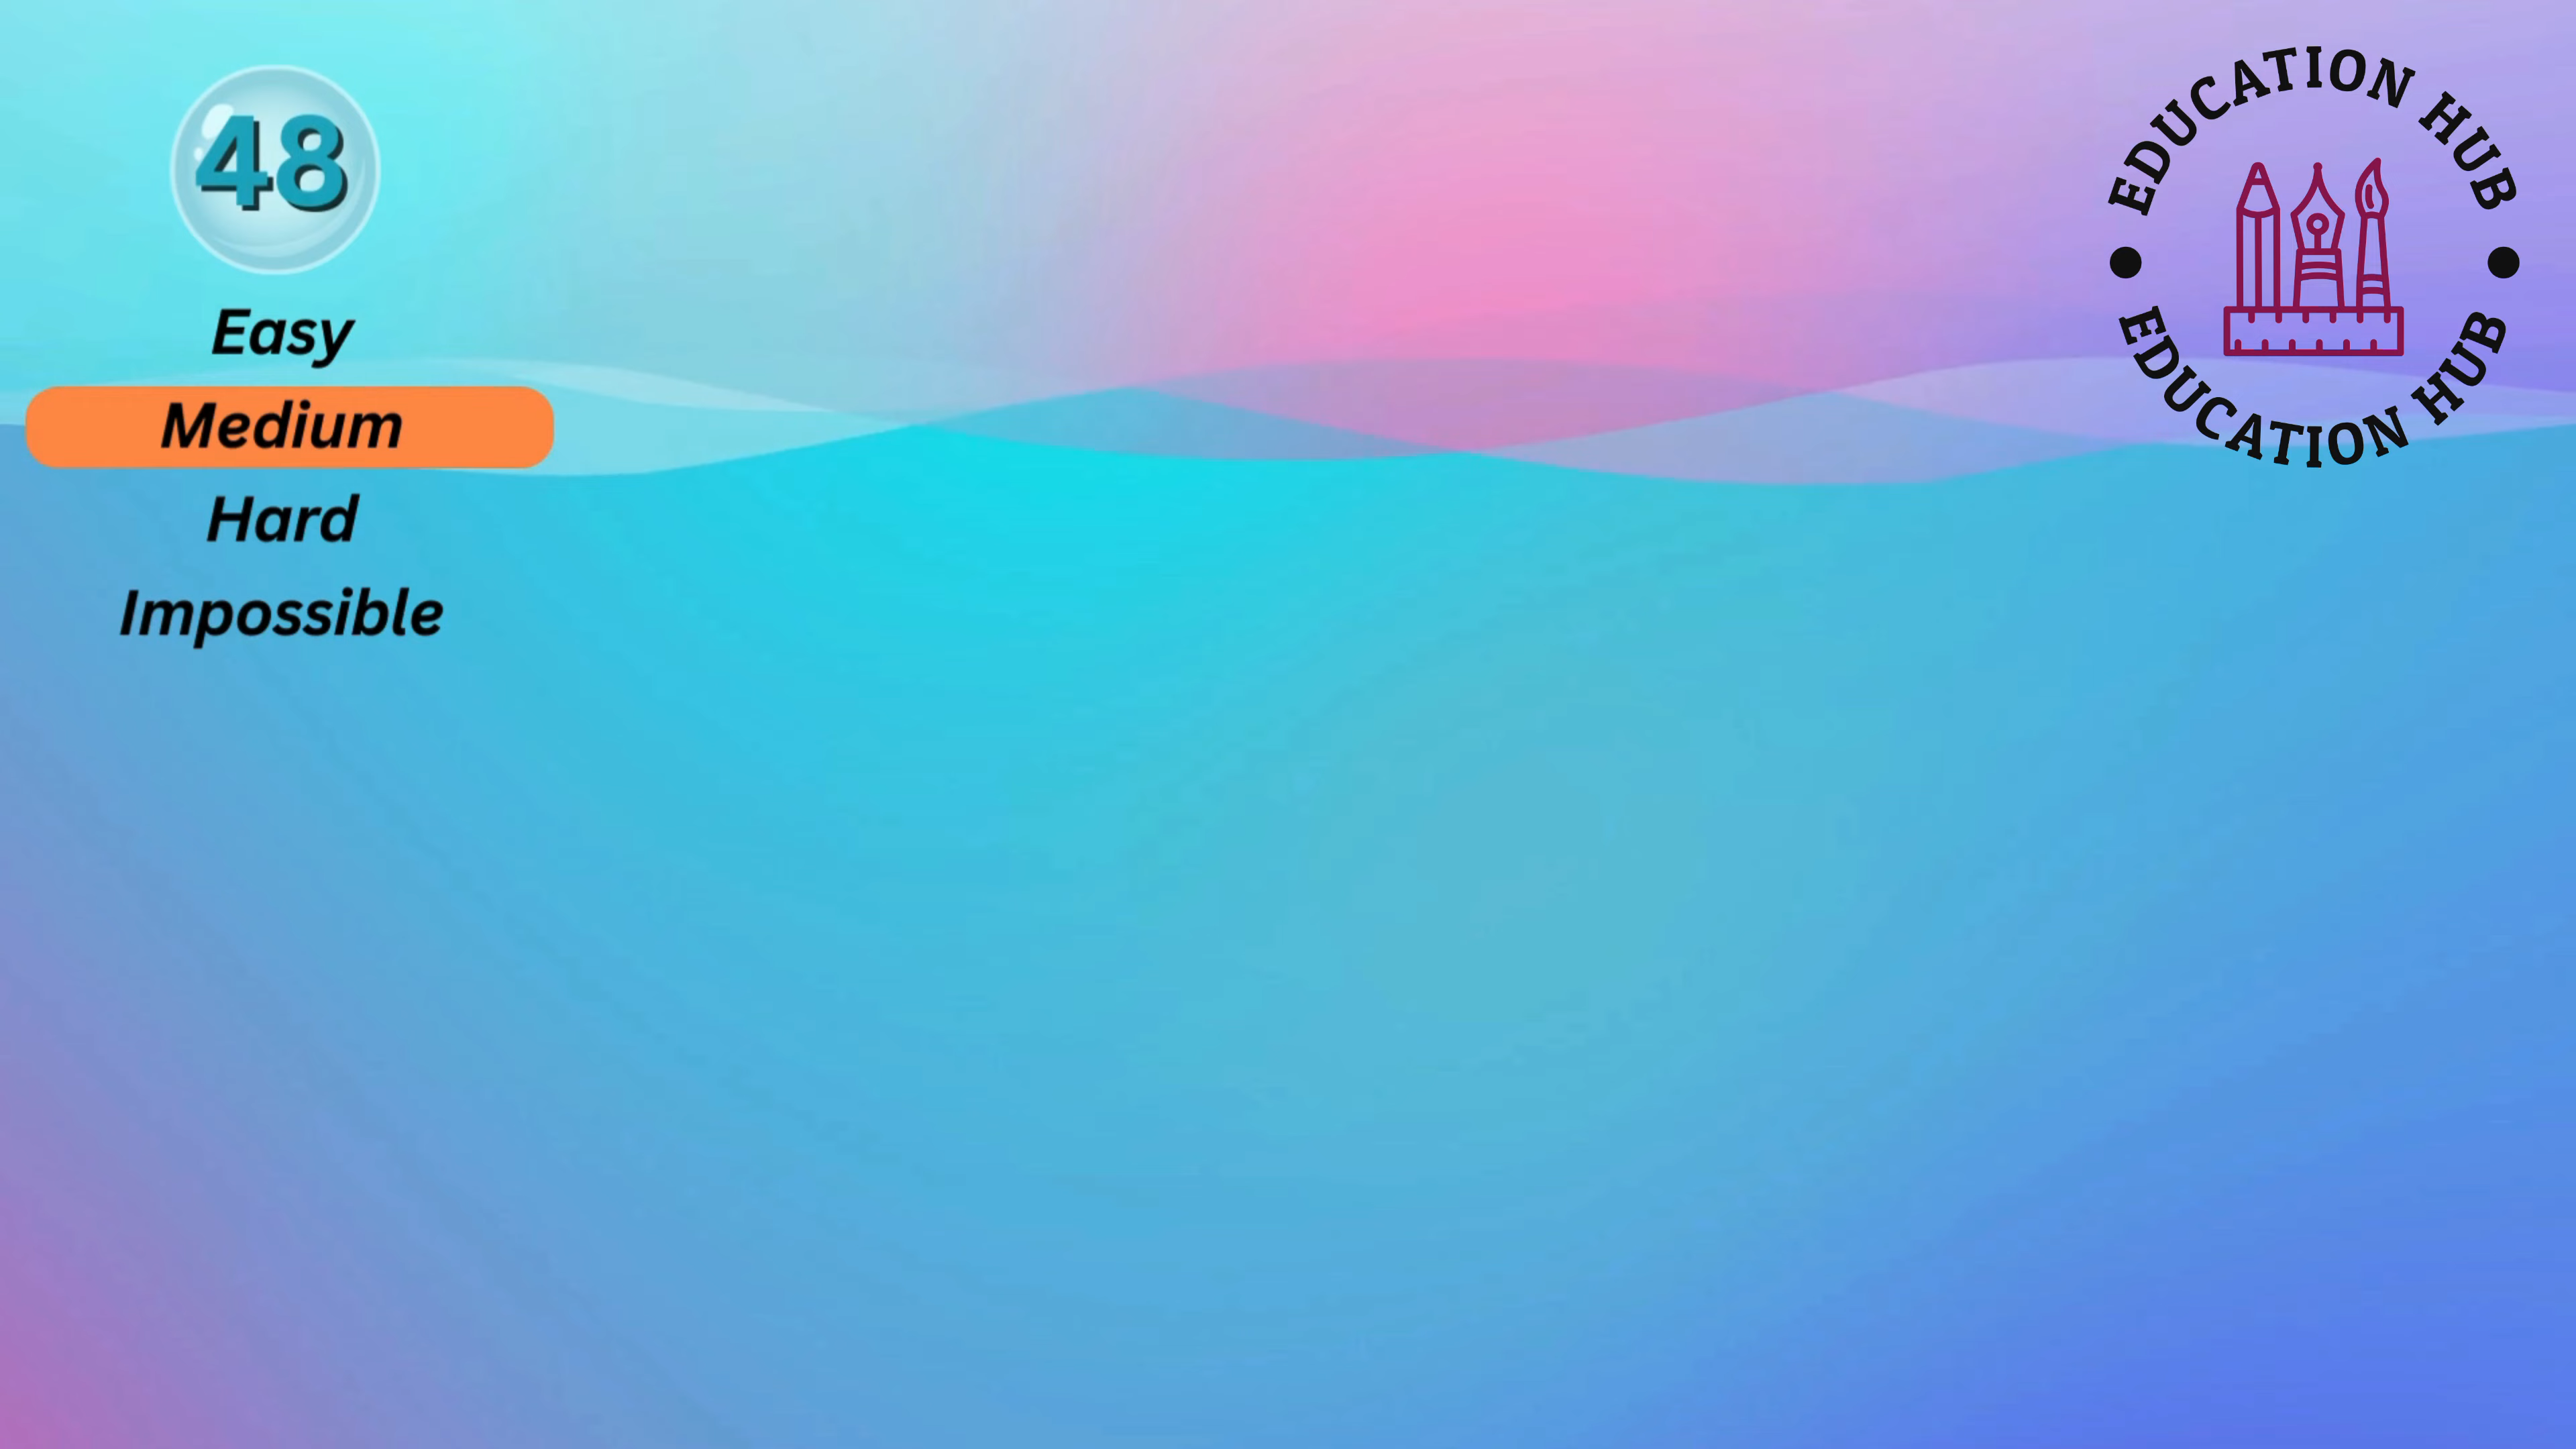 48
Easy
Medium
Hard
Impossible
EDUCATION HUB
EDUCATION HUB